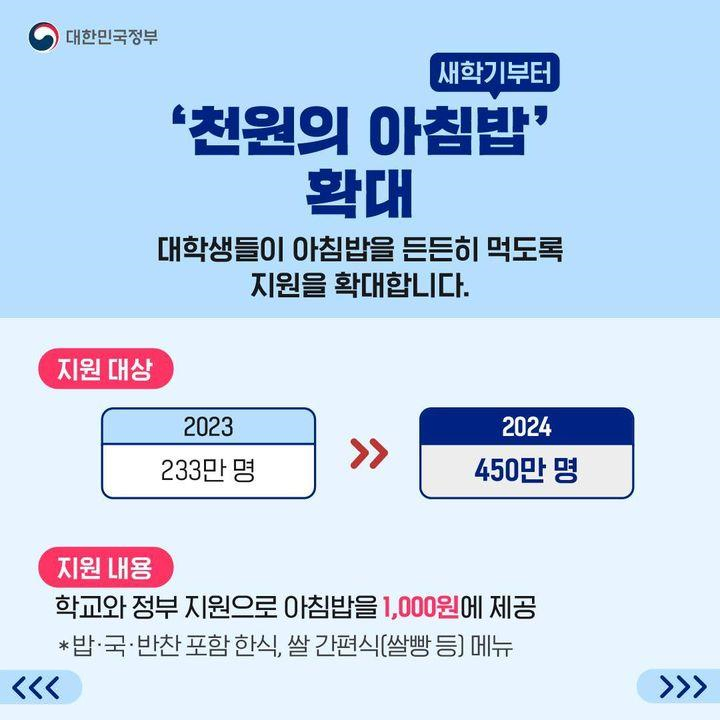 대한민국정부
새학기부터
‘천원의 아침밥’
확대
대학생들이 아침밥을 든든히 먹도록
지원을 확대합니다.
지원 대상
2023
233만 명
2024
450만 명
지원 내용
학교와 정부 지원으로 아침밥을 1,000원에 제공
*밥·국·반찬 포함 한식, 쌀 간편식(쌀빵 등) 메뉴